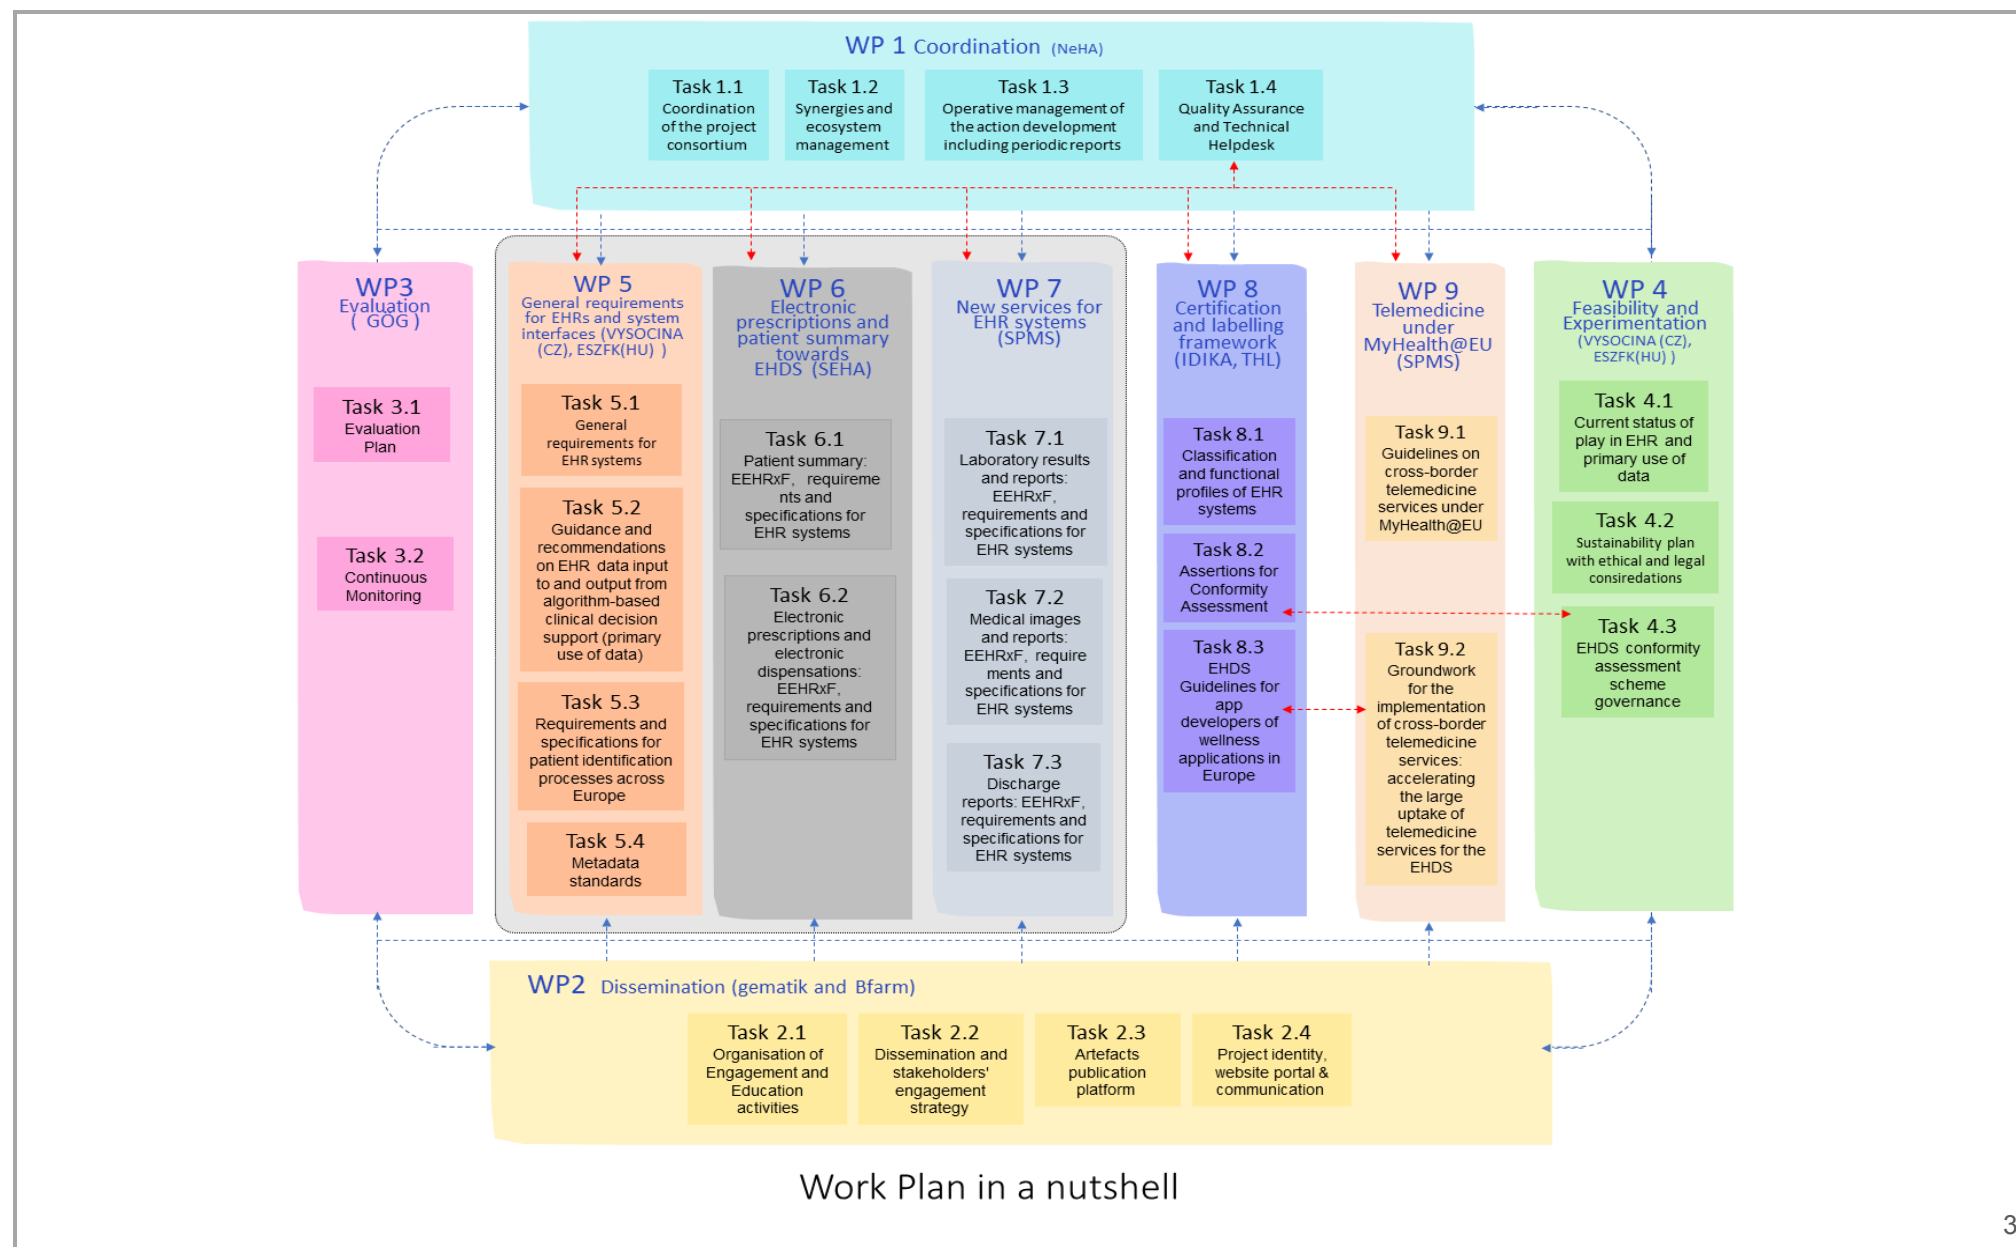 WP 1 Coordination (NeHA)
Task 1.1
Coordination
of the project
consortium
Task 1.2
Synergies and
ecosystem
management
Task 1.3
Operative management of
the action development
including periodic reports
Task 1.4
Quality Assurance
and Technical
Helpdesk
WP3
Evaluation
( GÖG )
Task 3.1
Evaluation
Plan
Task 3.2
Continuous
Monitoring
WP 5
General requirements
for EHRs and system
interfaces (VYSOCINA
(CZ), ESZFK(HU) )
Task 5.1
General
requirements for
EHR systems
Task 5.2
Guidance and
recommendations
on EHR data input
to and output from
algorithm-based
clinical decision
support (primary
use of data)
Task 5.3
Requirements and
specifications for
patient identification
processes across
Europe
Task 5.4
Metadata
standards
WP 6
Electronic
prescriptions and
patient summary
towards
EHDS (SEHA)
Task 6.1
Patient summary:
EEHRxF, requireme
nts and
specifications for
EHR systems
Task 6.2
Electronic
prescriptions and
electronic
dispensations:
EEHRxF,
requirements and
specifications for
EHR systems
WP 7
New services for
EHR systems
(SPMS)
Task 7.1
Laboratory results
and reports:
EEHRxF,
requirements and
specifications for
EHR systems
Task 7.2
Medical images
and reports:
EEHRxF, require
ments and
specifications for
EHR systems
Task 7.3
Discharge
reports: EEHRxF,
requirements and
specifications for
EHR systems
WP 8
Certification
and labelling
framework
(IDIKA, THL)
Task 8.1
Classification
and functional
profiles of EHR
systems
Task 8.2
Assertions for
Conformity
Assessment
Task 8.3
EHDS
Guidelines for
app
developers of
wellness
applications in
Europe
WP 9
Telemedicine
under
MyHealth@EU
(SPMS)
Task 9.1
Guidelines on
cross-border
telemedicine
services under
MyHealth@EU
Task 9.2
Groundwork
for the
implementation
of cross-border
telemedicine
services:
accelerating
the large
uptake of
telemedicine
services for the
EHDS
WP 4
Feasibility and
Experimentation
(VYSOCINA (CZ),
ESZFK(HU) )
Task 4.1
Current status of
play in EHR and
primary use of
data
Task 4.2
Sustainability plan
with ethical and legal
consiredations
Task 4.3
EHDS conformity
assessment
scheme
governance
WP2 Dissemination (gematik and Bfarm)
Task 2.1
Organisation of
Engagement and
Education
activities
Task 2.2
Dissemination and
stakeholders'
engagement
strategy
Task 2.3
Artefacts
publication
platform
Task 2.4
Project identity,
website portal &
communication
Work Plan in a nutshell
3